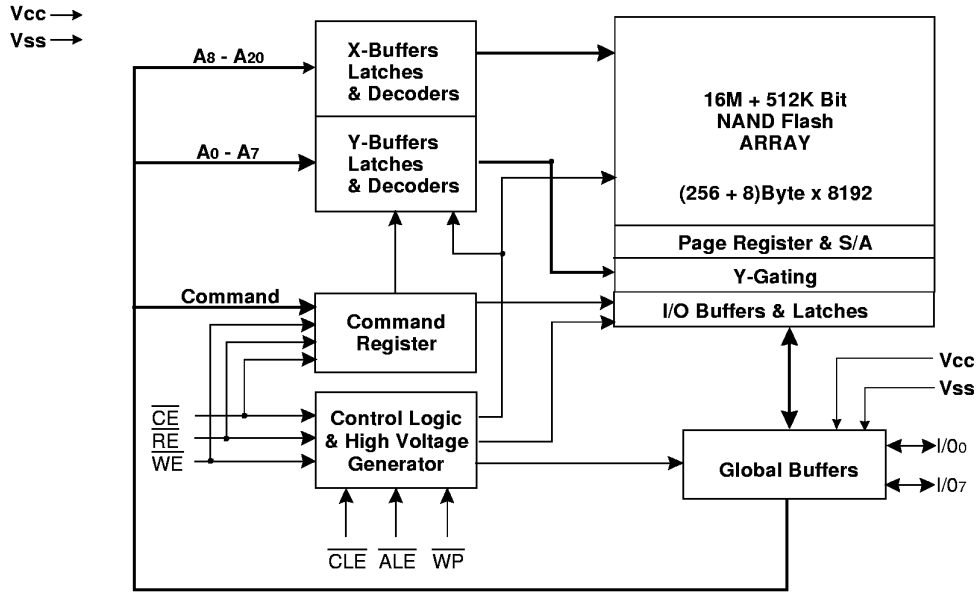 Vcc
Vss
A8 - A20
X-Buffers
Latches
& Decoders
A0 - A7
Y-Buffers
Latches
& Decoders
16M + 512K Bit
NAND Flash
ARRAY
(256 + 8)Byte x 8192
Page Register & S/A
Y-Gating
I/O Buffers & Latches
Command
Command
Register
CE
RE
WE
Control Logic
& High Voltage
Generator
CLE
ALE
WP
Vcc
Vss
Global Buffers
I/00
I/07